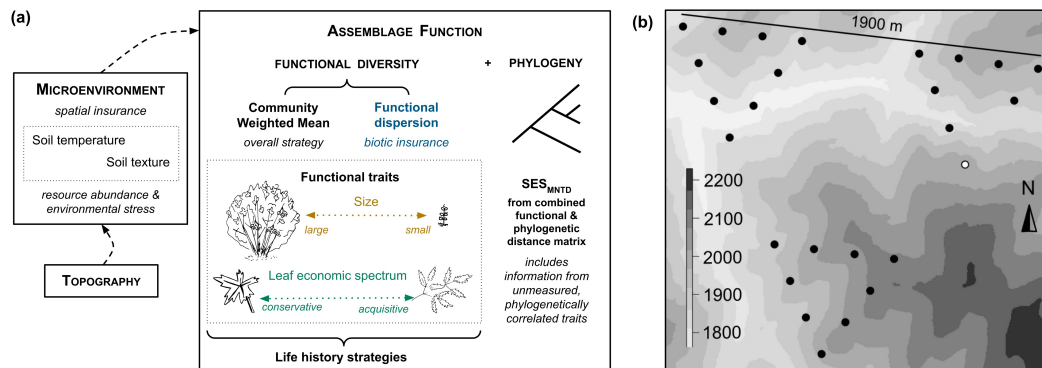 (a)
ASSEMBLAGE FUNCTION
FUNCTIONAL DIVERSITY
+ PHYLOGENY
MICROENVIRONMENT
spatial insurance
Soil temperature
Soil texture
resource abundance &
environmental stress
TOPOGRAPHY
Community
Weighted Mean
overall strategy
Functional
dispersion
biotic insurance
Functional traits
Size
large
small
Leaf economic spectrum
conservative
acquisitive
Life history strategies
SES_MNTD
from combined
functional &
phylogenetic
distance matrix
includes
information from
unmeasured,
phylogenetically
correlated traits
(b)
1900 m
N
2200
2100
2000
1900
1800